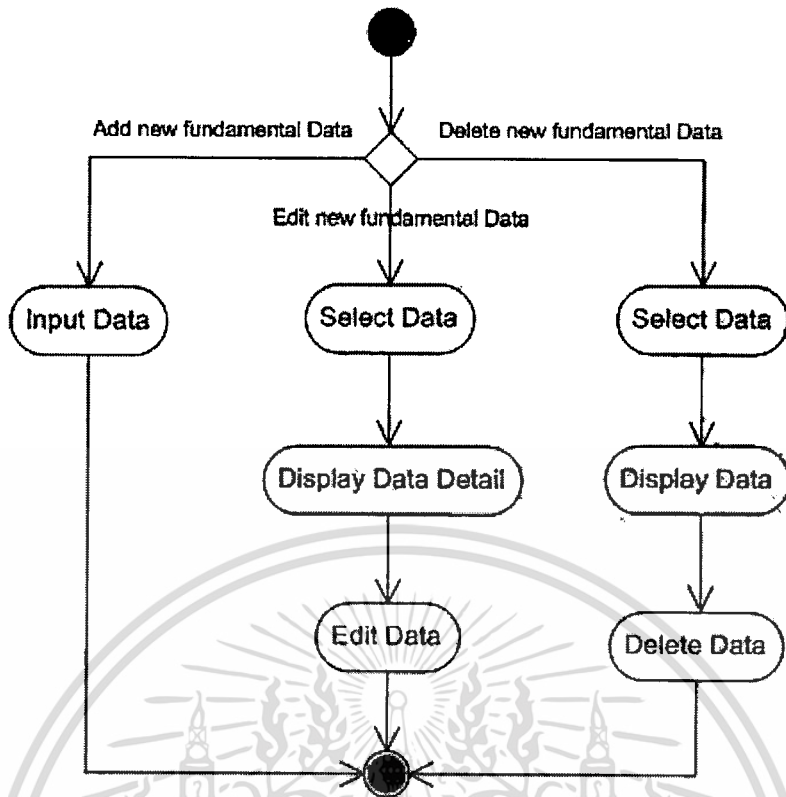 Add new fundamental Data
Delete new fundamental Data
Edit new fundamental Data
Input Data
Select Data
Select Data
Display Data Detail
Display Data
Edit Data
Delete Data